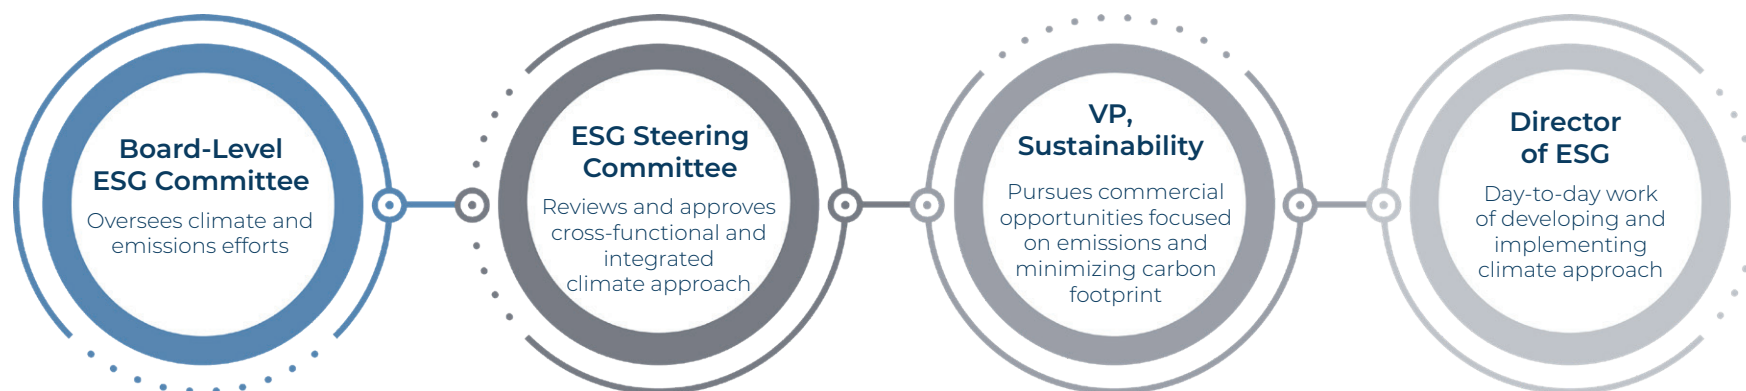 Board-Level
ESG Committee
Oversees climate and
emissions efforts
ESG Steering
Committee
Reviews and approves
cross-functional and
integrated
climate approach
VP,
Sustainability
Pursues commercial
opportunities focused
on emissions and
minimizing carbon
footprint
Director
of ESG
Day-to-day work
of developing and
implementing
climate approach